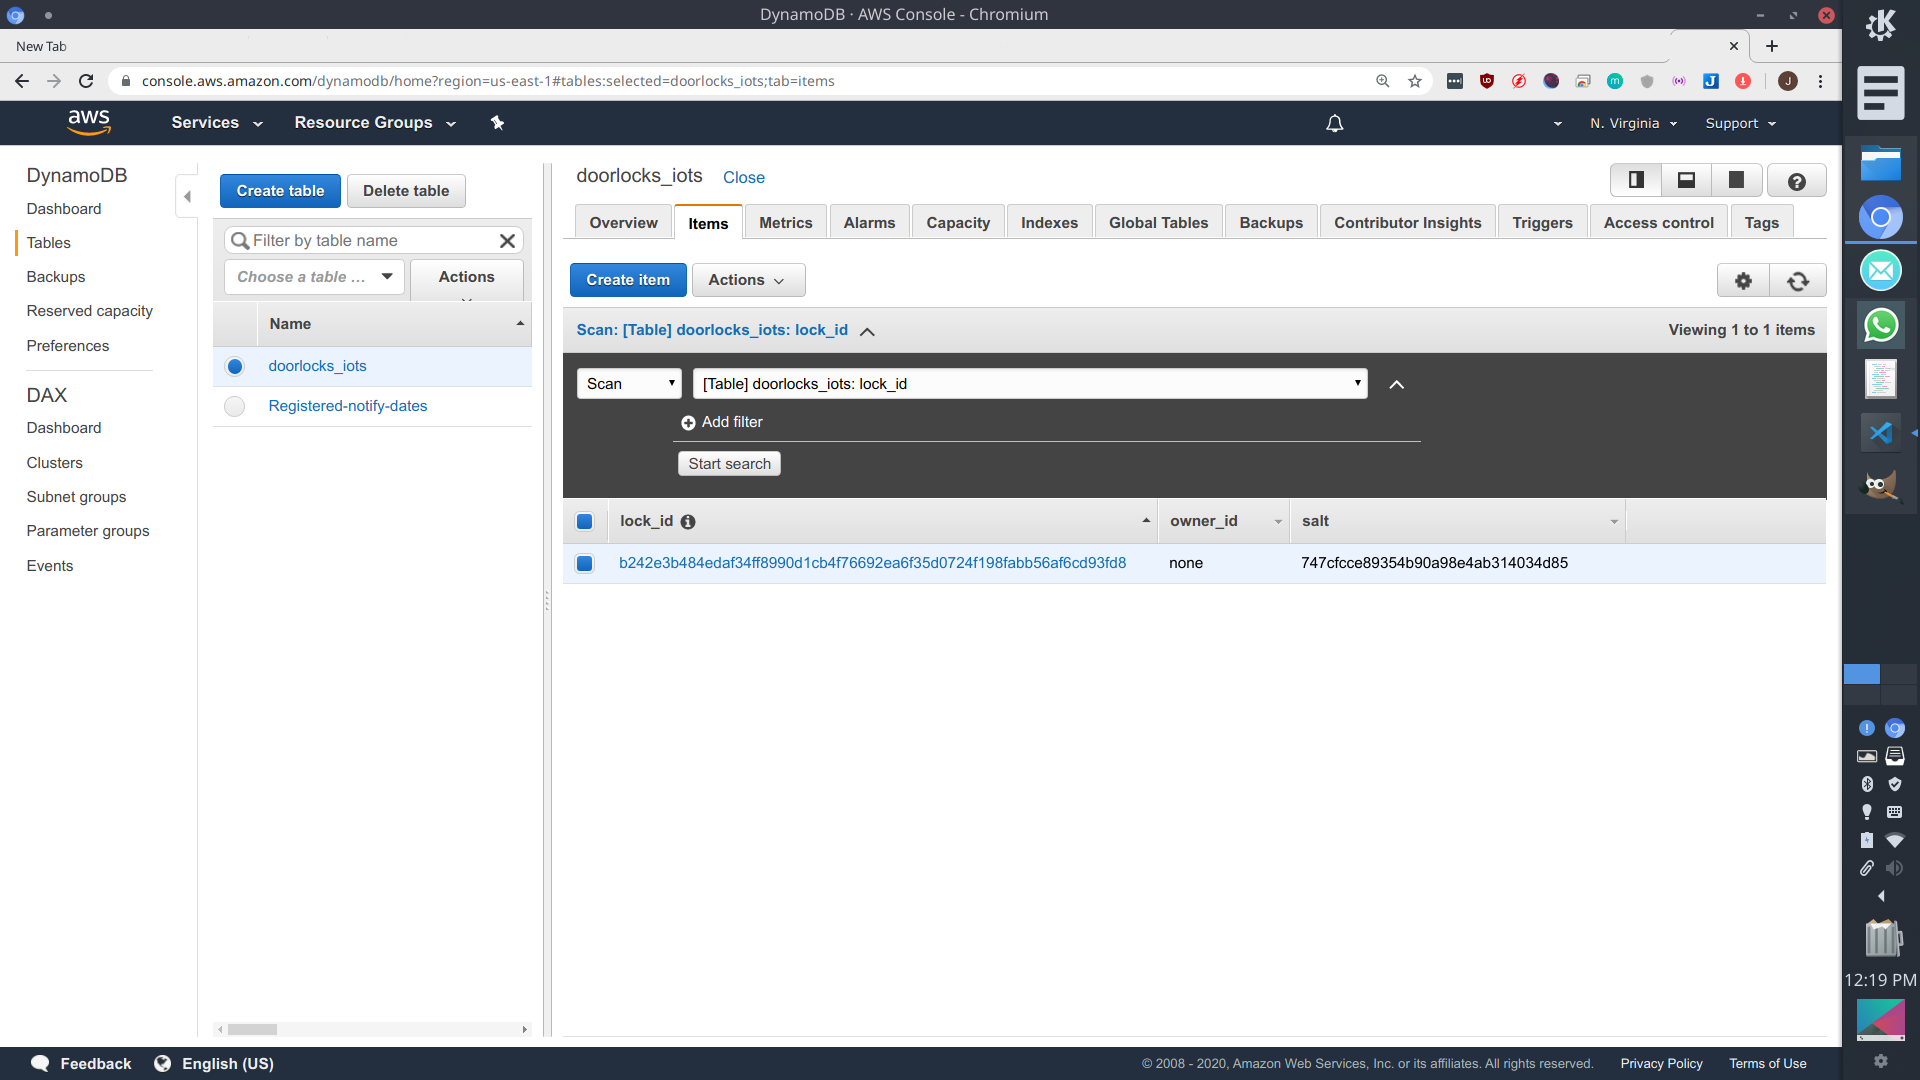 DynamoDB · AWS Console - Chromium
New Tab
console.aws.amazon.com/dynamodb/home?region=us-east-1#tables:selected=doorlocks_iots;tab=items
J
aws
Services
Resource Groups
N. Virginia
Support
DynamoDB
Dashboard
Tables
Backups
Reserved capacity
Preferences
DAX
Dashboard
Clusters
Subnet groups
Parameter groups
Events
Create table
Delete table
Filter by table name
Choose a table ...
Actions
Name
doorlocks_iots
Registered-notify-dates
doorlocks_iots
Close
Overview
Items
Metrics
Alarms
Capacity
Indexes
Global Tables
Backups
Contributor Insights
Triggers
Access control
Tags
Create item
Actions
Scan: [Table] doorlocks_iots: lock_id
Viewing 1 to 1 items
Scan
[Table] doorlocks_iots: lock_id
Add filter
Start search
lock_id
owner_id
salt
b242e3b484edaf34ff8990d1cb4f76692ea6f35d0724f198fabb56af6cd93fd8
none
747cfcce89354b90a98e4ab314034d85
Feedback
English (US)
© 2008 - 2020, Amazon Web Services, Inc. or its affiliates. All rights reserved.
Privacy Policy
Terms of Use
12:19 PM